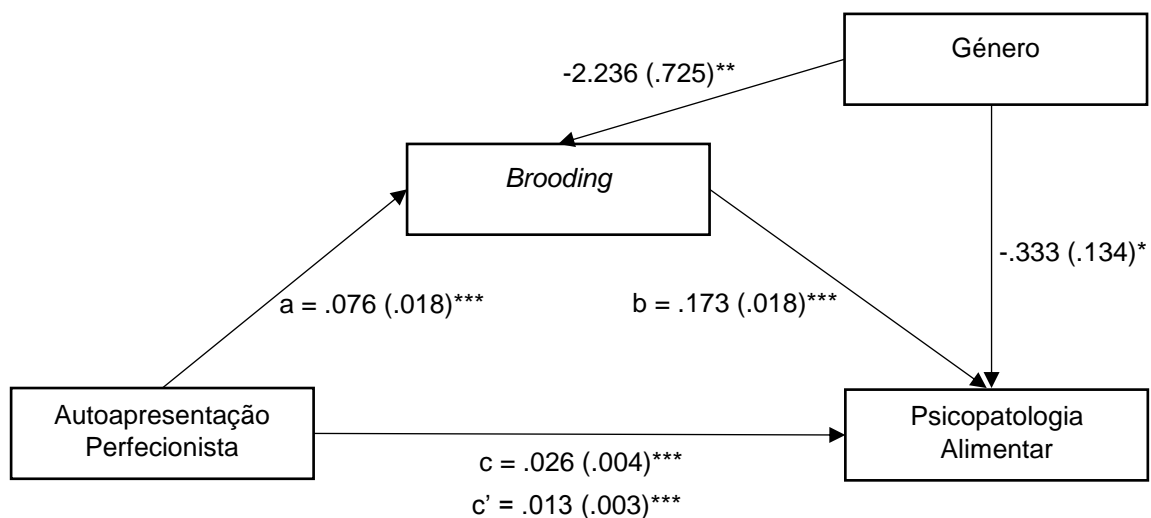 Género
-2.236 (.725)**
Brooding
-.333 (.134)*
a = .076 (.018)***
b = .173 (.018)***
Autoapresentação
Perfecionista
Psicopatologia
Alimentar
c = .026 (.004)***
c’ = .013 (.003)***